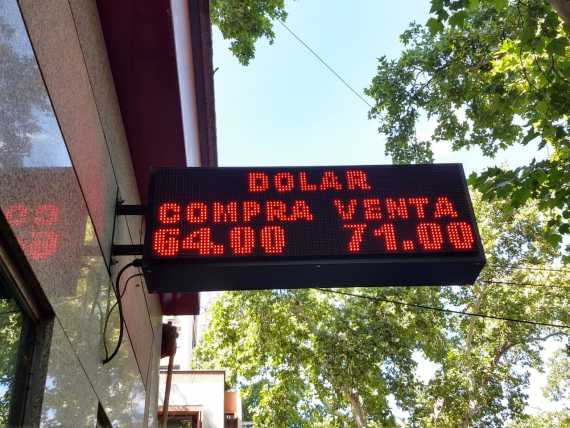 DOLAR
COMPRA VENTA
64.00 71.00